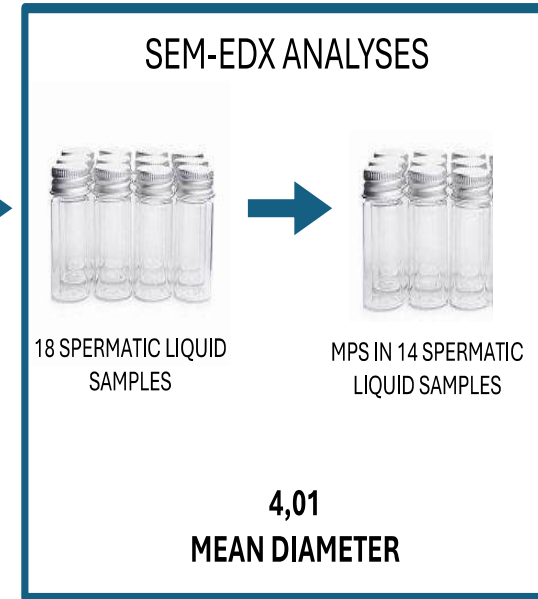 SEM-EDX ANALYSES
18 SPERMATIC LIQUID
SAMPLES
MPS IN 14 SPERMATIC
LIQUID SAMPLES
4,01
MEAN DIAMETER